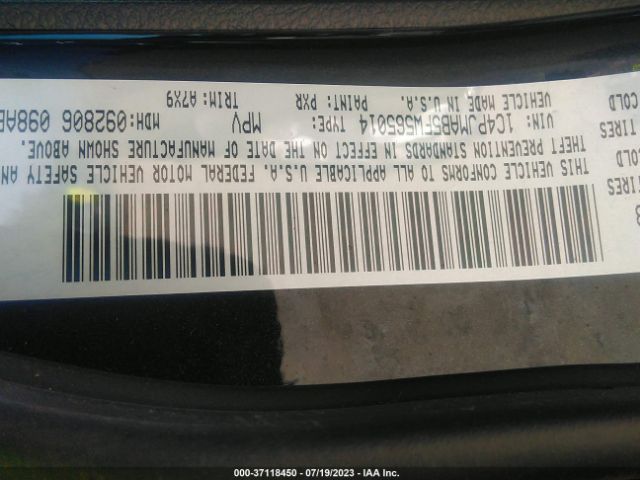 THIS VEHICLE CONFORMS TO ALL APPLICABLE U.S.A. FEDERAL MOTOR VEHICLE SAFETY AN
THEFT PREVENTION STANDARDS IN EFFECT ON THE DATE OF MANUFACTURE SHOWN ABOVE.
VIN: 1C4PJMAB5FW565014 TYPE: MPV MDH: 092806 098AB
VEHICLE MADE IN U.S.A. PAINT: PXR TRIM: A7X9
TIRES
COLD
TIRES
COLD
000-37118450 - 07/19/2023 - IAA Inc.